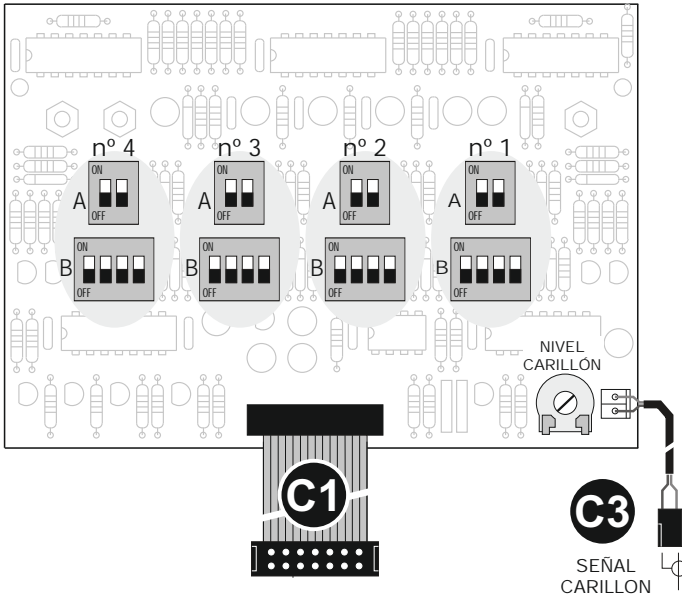 nº 4
nº 3
nº 2
nº 1
ON
ON
ON
ON
A
A
A
A
OFF
OFF
OFF
OFF
ON
ON
ON
ON
B
B
B
B
OFF
OFF
OFF
OFF
NIVEL
CARILLÓN
C1
C3
SEÑAL
CARILLON